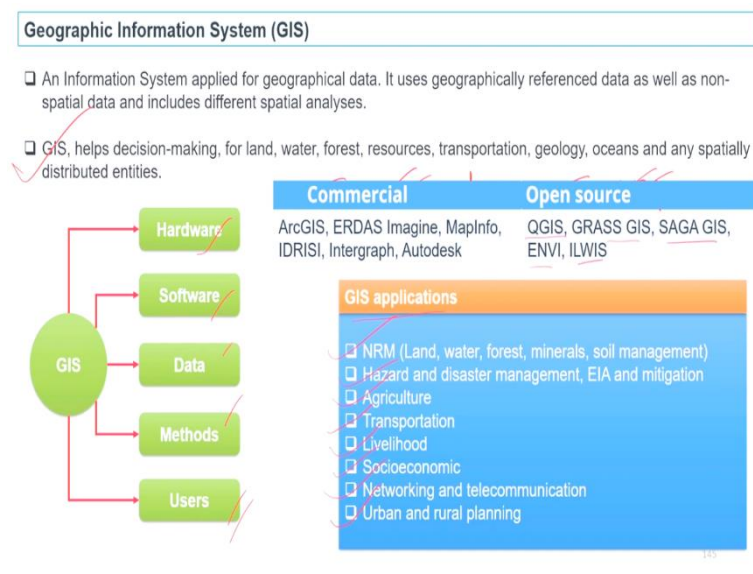 Geographic Information System (GIS)
❑ An Information System applied for geographical data. It uses geographically referenced data as well as non-
spatial data and includes different spatial analyses.
❑ GIS, helps decision-making, for land, water, forest, resources, transportation, geology, oceans and any spatially
distributed entities.
Commercial Open source
ArcGIS, ERDAS Imagine, MapInfo, QGIS, GRASS GIS, SAGA GIS,
IDRISI, Intergraph, Autodesk ENVI, ILWIS
GIS
Hardware
Software
Data
Methods
Users
GIS applications
❑ NRM (Land, water, forest, minerals, soil management)
❑ Hazard and disaster management, EIA and mitigation
❑ Agriculture
❑ Transportation
❑ Livelihood
❑ Socioeconomic
❑ Networking and telecommunication
❑ Urban and rural planning
145